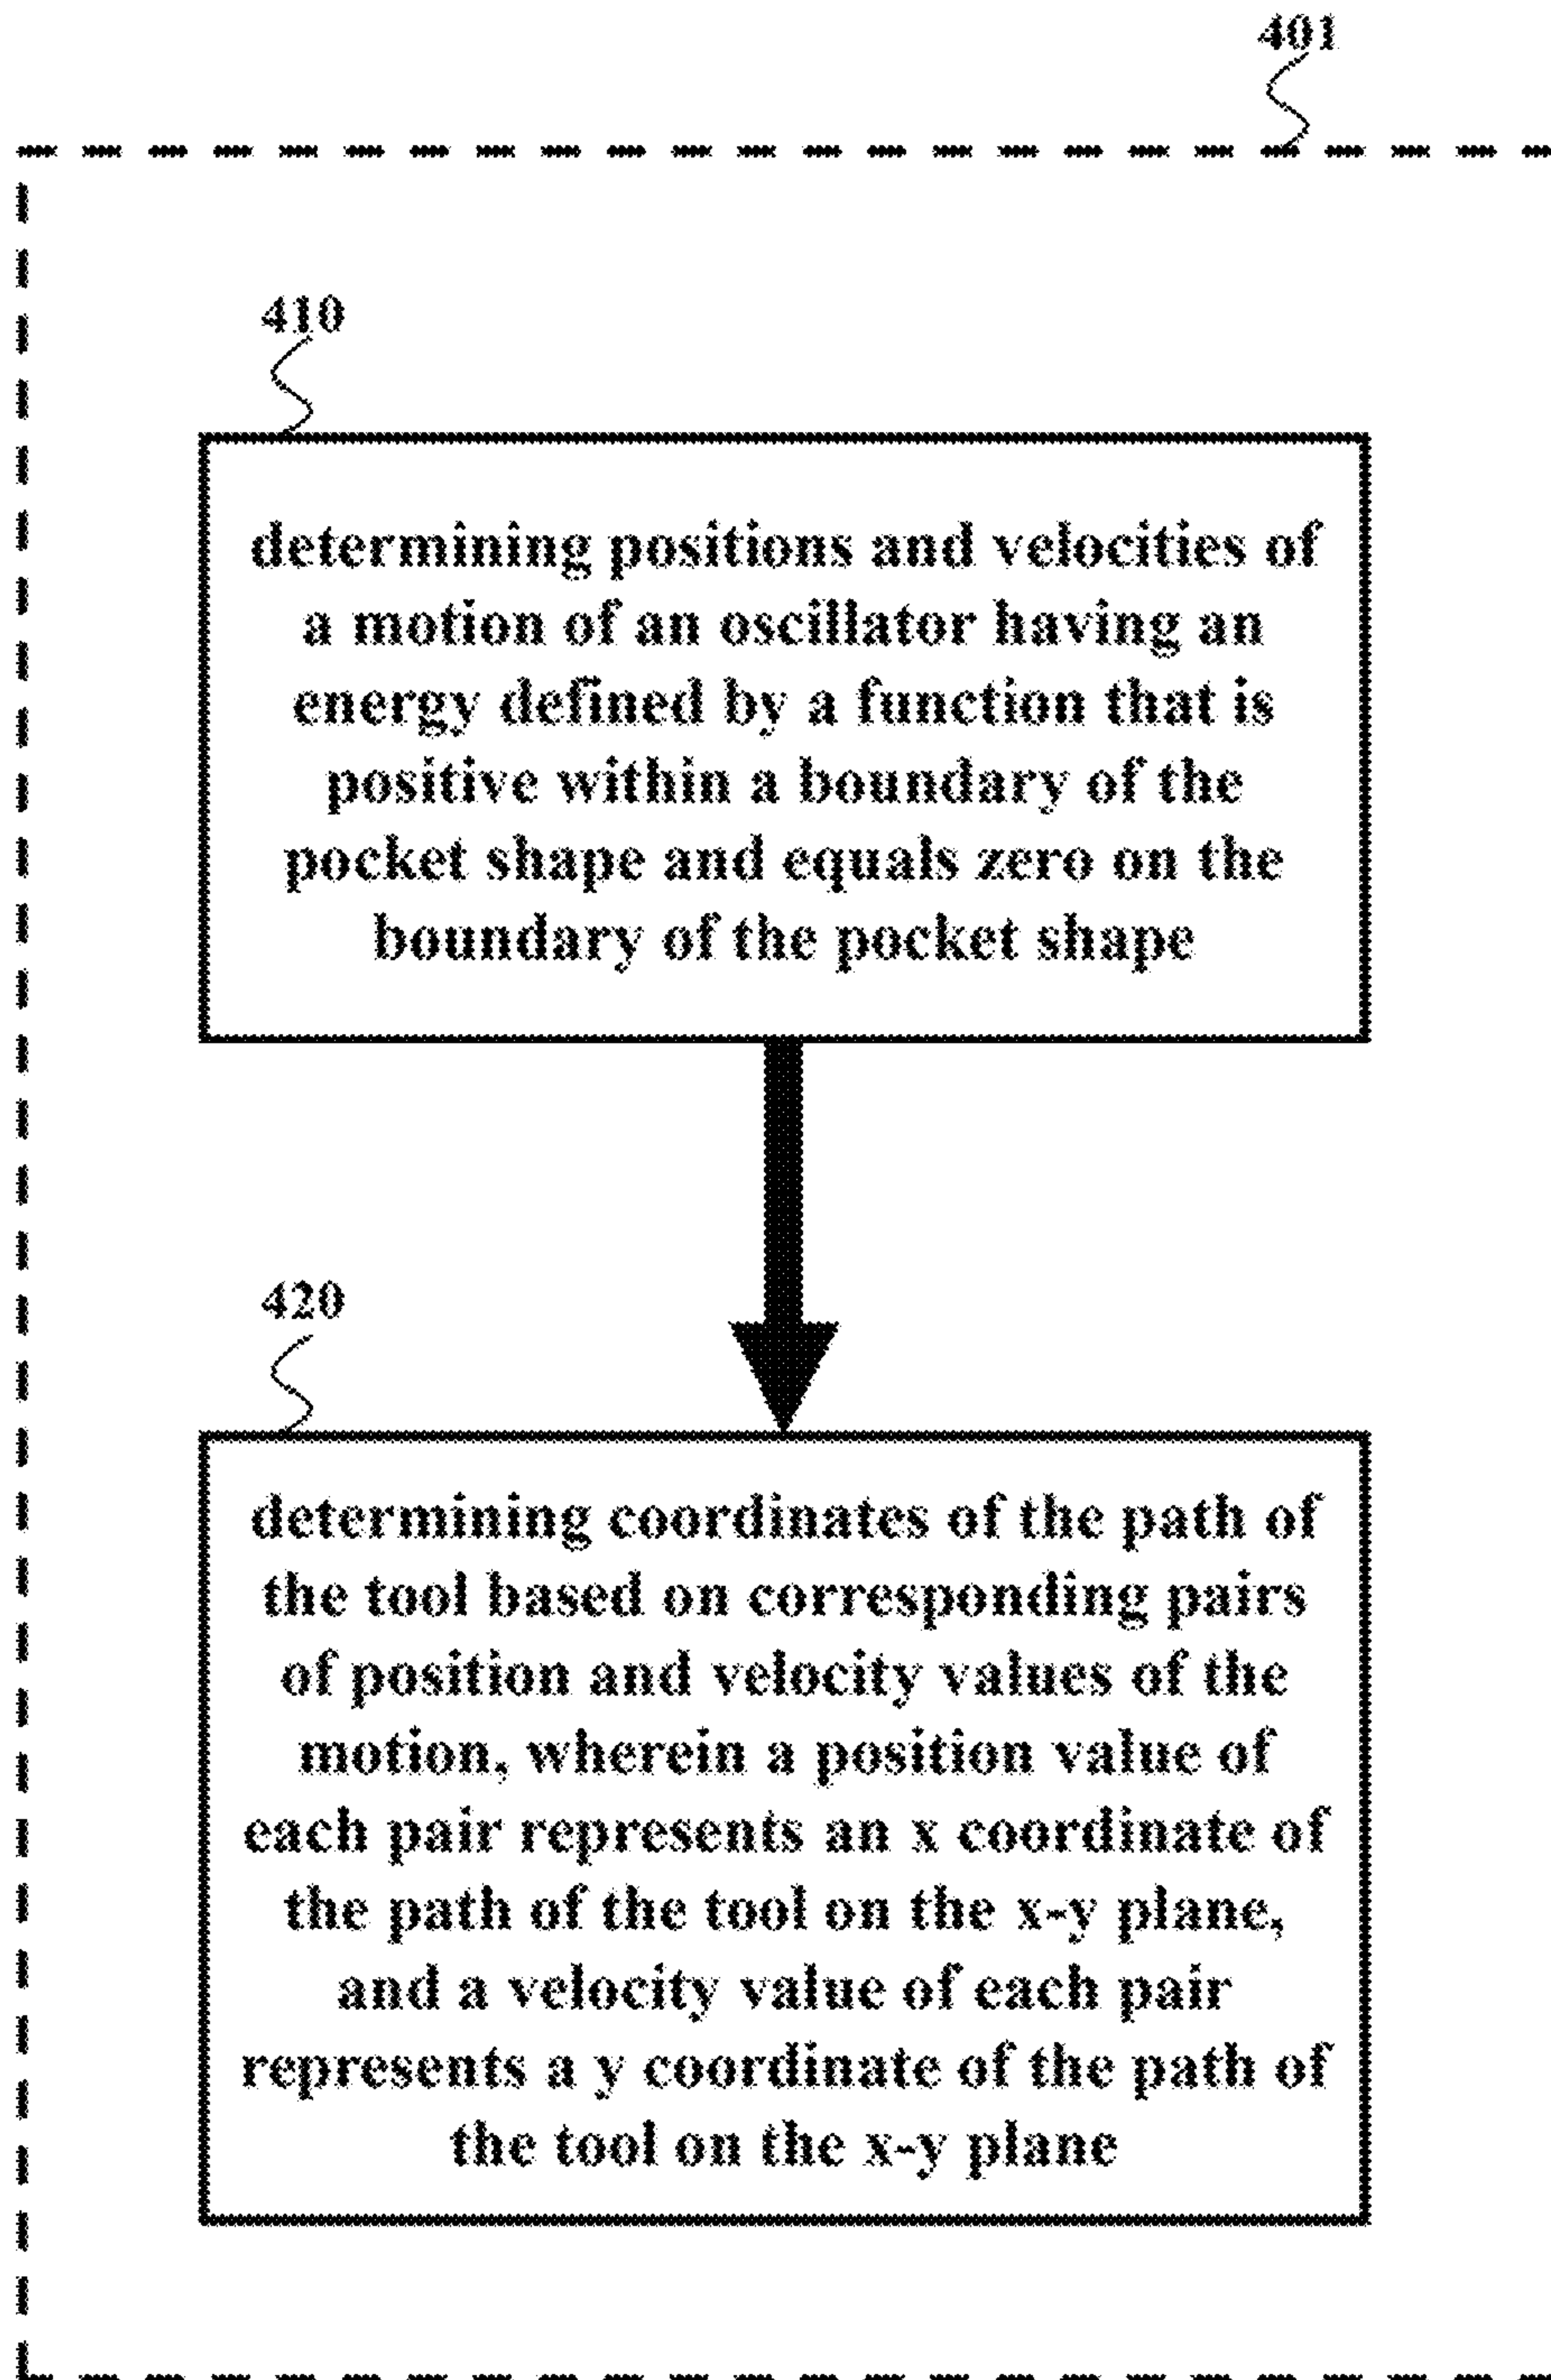 401
410
determining positions and velocities of
a motion of an oscillator having an
energy defined by a function that is
positive within a boundary of the
pocket shape and equals zero on the
boundary of the pocket shape
420
determining coordinates of the path of
the tool based on corresponding pairs
of position and velocity values of the
motion, wherein a position value of
each pair represents an x coordinate of
the path of the tool on the x-y plane,
and a velocity value of each pair
represents a y coordinate of the path of
the tool on the x-y plane